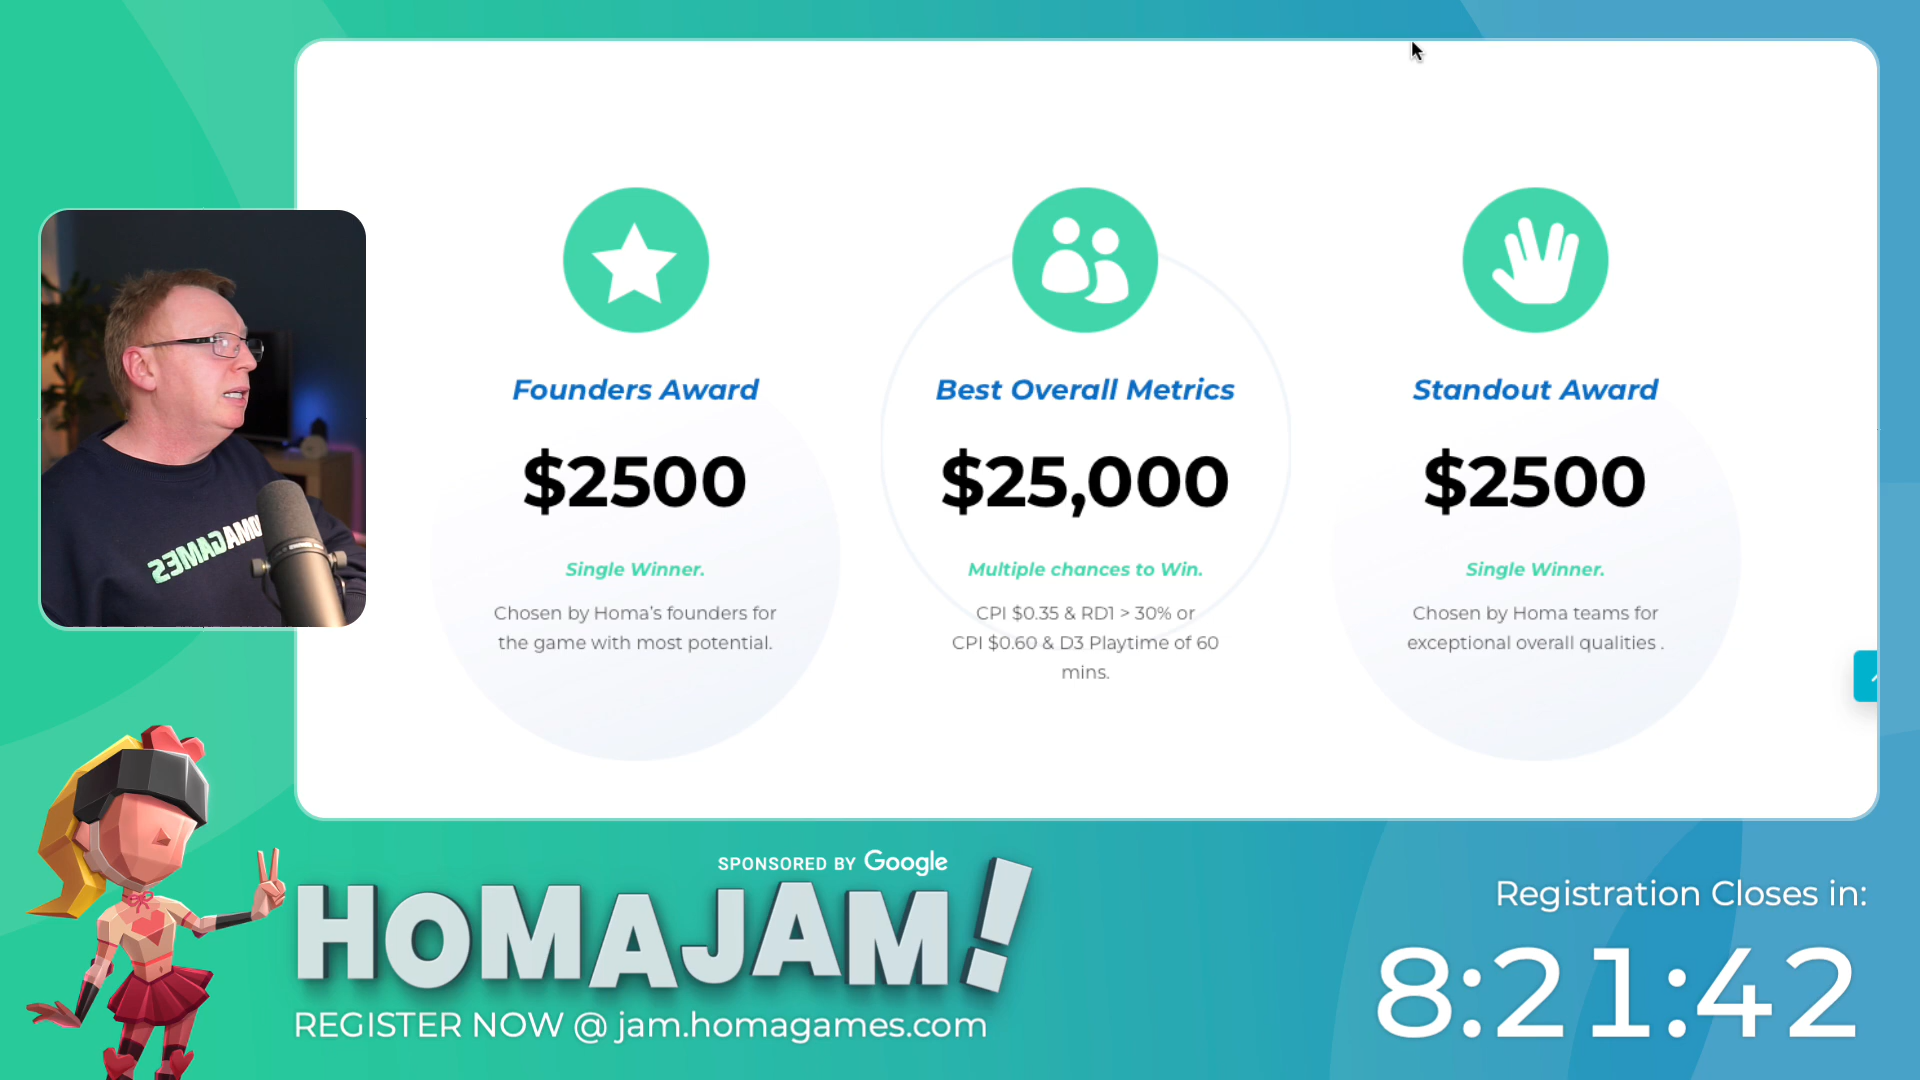 Founders Award
$2500
Single Winner.
Chosen by Homa's founders for
the game with most potential.
Best Overall Metrics
$25,000
Multiple chances to Win.
CPI $0.35 & RD1 > 30% or
CPI $0.60 & D3 Playtime of 60
mins.
Standout Award
$2500
Single Winner.
Chosen by Homa teams for
exceptional overall qualities .
HOMAGAMES
SPONSORED BY Google
HOMAJAM!
REGISTER NOW @ jam.homagames.com
Registration Closes in:
8:21:42